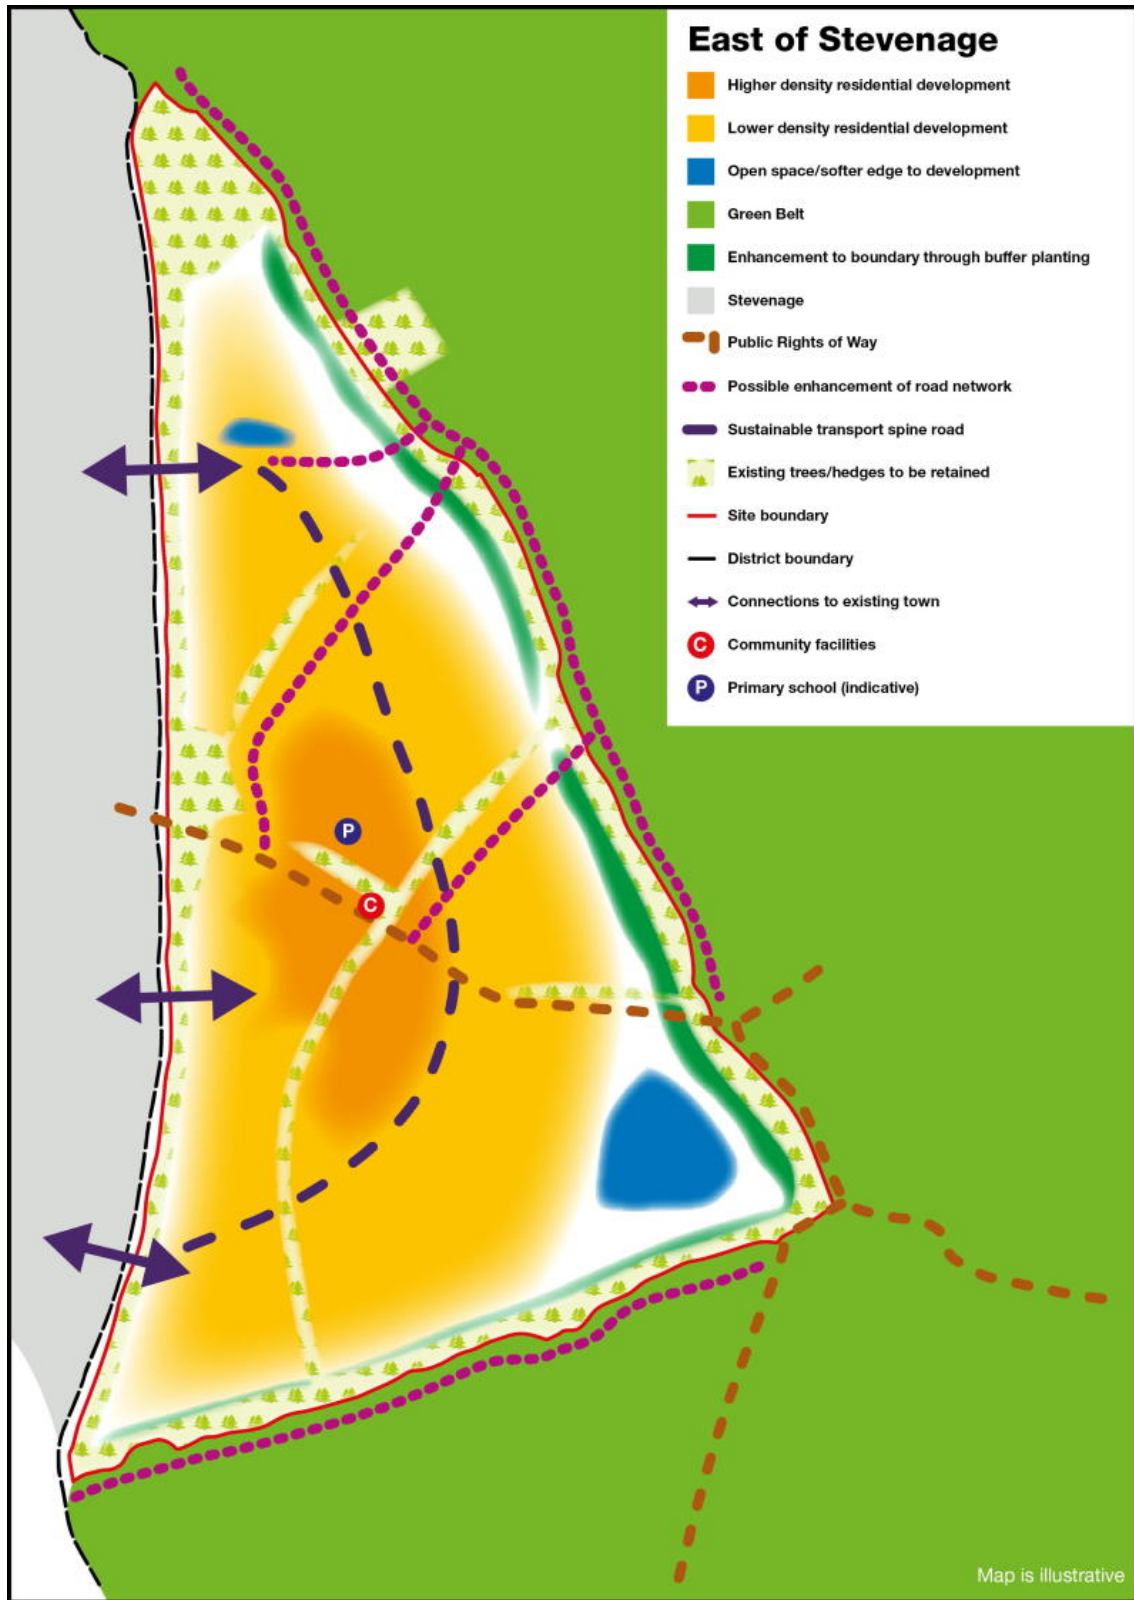 East of Stevenage
Higher density residential development
Lower density residential development
Open space/softer edge to development
Green Belt
Enhancement to boundary through buffer planting
Stevenage
Public Rights of Way
Possible enhancement of road network
Sustainable transport spine road
Existing trees/hedges to be retained
Site boundary
District boundary
Connections to existing town
C Community facilities
P Primary school (indicative)
P
C
Map is illustrative